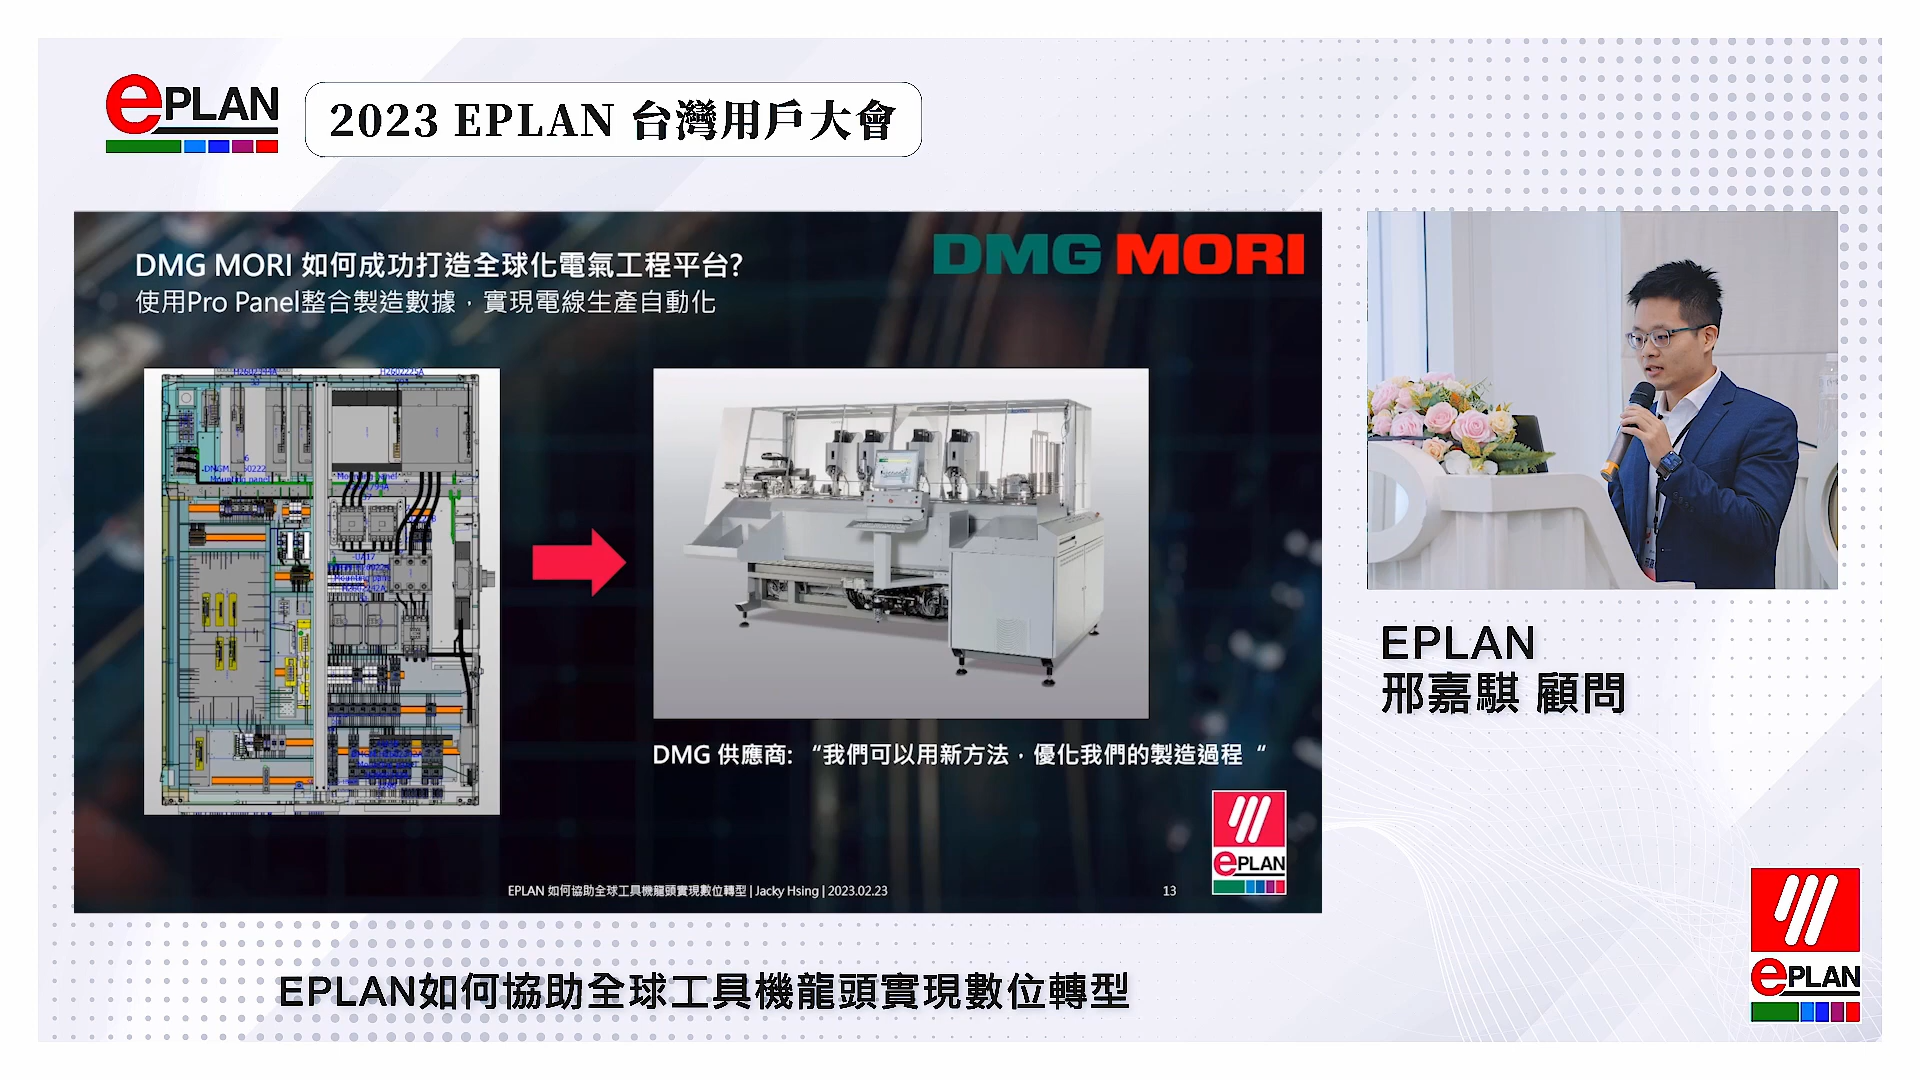 ePLAN
2023 EPLAN 台灣用戶大會
DMG MORI 如何成功打造全球化電氣工程平台?
使用Pro Panel整合製造數據，實現電線生產自動化
DMG MORI
DMG 供應商: “我們可以用新方法，優化我們的製造過程 “
ePLAN
EPLAN 如何協助全球工具機龍頭實現數位轉型 | Jacky Hsing | 2023.02.23
13
EPLAN
邢嘉騏 顧問
EPLAN如何協助全球工具機龍頭實現數位轉型
ePLAN